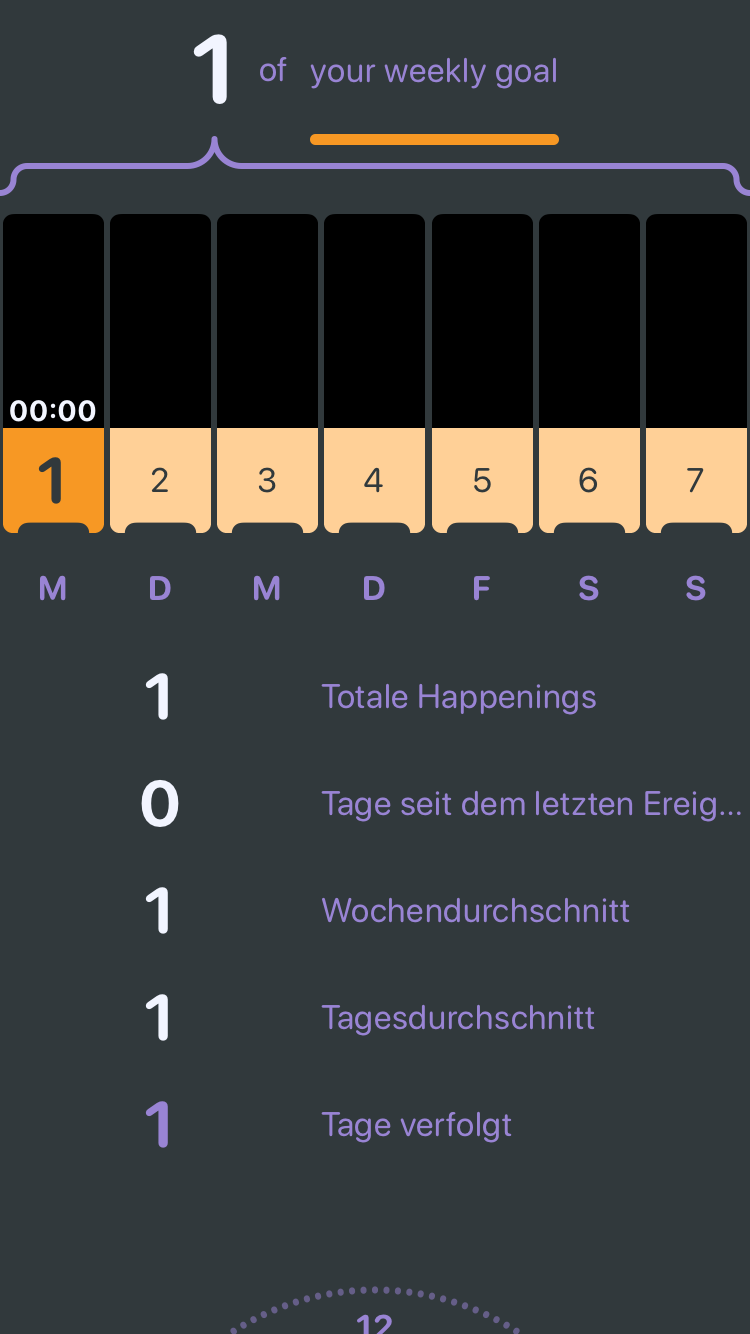 1 of your weekly goal
00:00
1 2 3 4 5 6 7
M D M D F S S
1 Totale Happenings
0 Tage seit dem letzten Ereig...
1 Wochendurchschnitt
1 Tagesdurchschnitt
1 Tage verfolgt
12